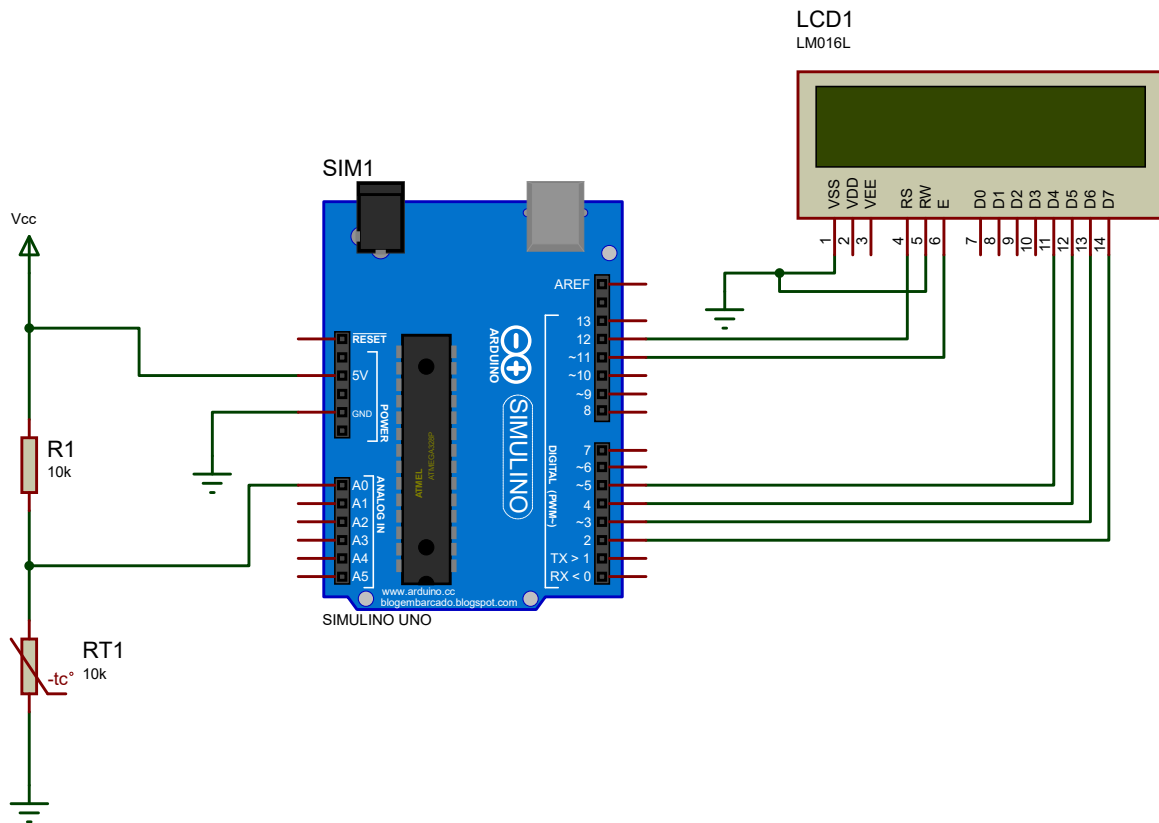 LCD1
LM016L
VSS
VDD
VEE
RS
RW
E
D0
D1
D2
D3
D4
D5
D6
D7
1
2
3
4
5
6
7
8
9
10
11
12
13
14
Vcc
R1
10k
RT1
-tc°
10k
SIM1
RESET
5V
GND
POWER
A0
A1
A2
A3
A4
A5
ANALOG IN
ATMEL
ATMEGA328P
ARDUINO
SIMULINO
AREF
13
12
~11
~10
~9
8
7
~6
~5
4
~3
2
TX > 1
RX < 0
DIGITAL (PWM~)
www.arduino.cc
blogembarcado.blogspot.com
SIMULINO UNO